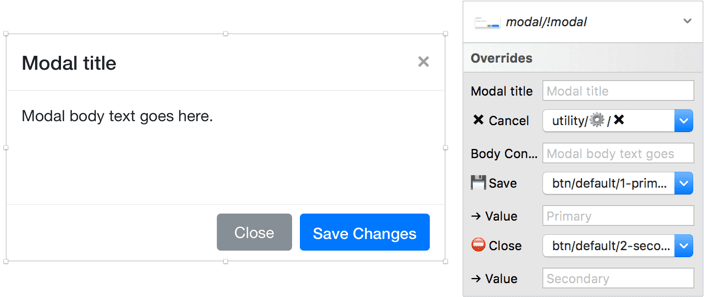 Modal title
×
Modal body text goes here.
Close
Save Changes
modal/!modal
Overrides
Modal title
Modal title
✖ Cancel
utility/⚙️/✖
Body Con...
Modal body text goes
💾 Save
btn/default/1-prim...
→ Value
Primary
⛔ Close
btn/default/2-seco...
→ Value
Secondary